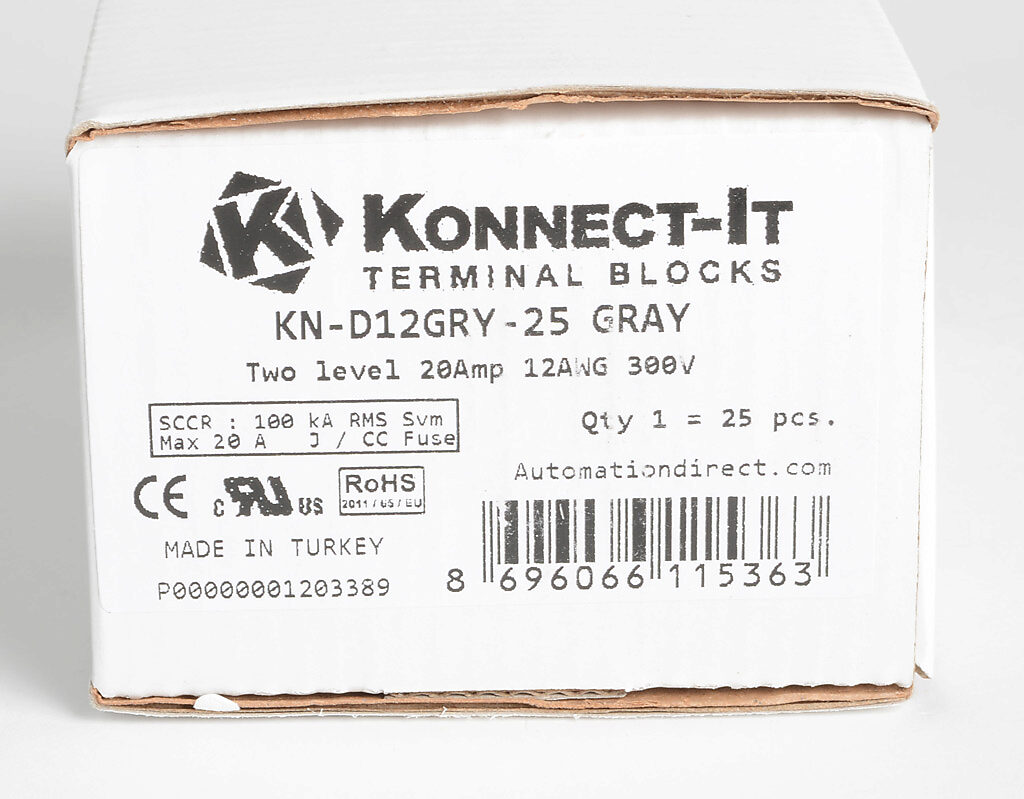 K KONNECT-IT
TERMINAL BLOCKS
KN-D12GRY-25 GRAY
Two level 20Amp 12AWG 300V
SCCR : 100 kA RMS Svm
Max 20 A J / CC Fuse
Qty 1 = 25 pcs.
Automationdirect.com
CE c RU us RoHS
2011/65/EU
MADE IN TURKEY
P00000001203389
8 696066 115363